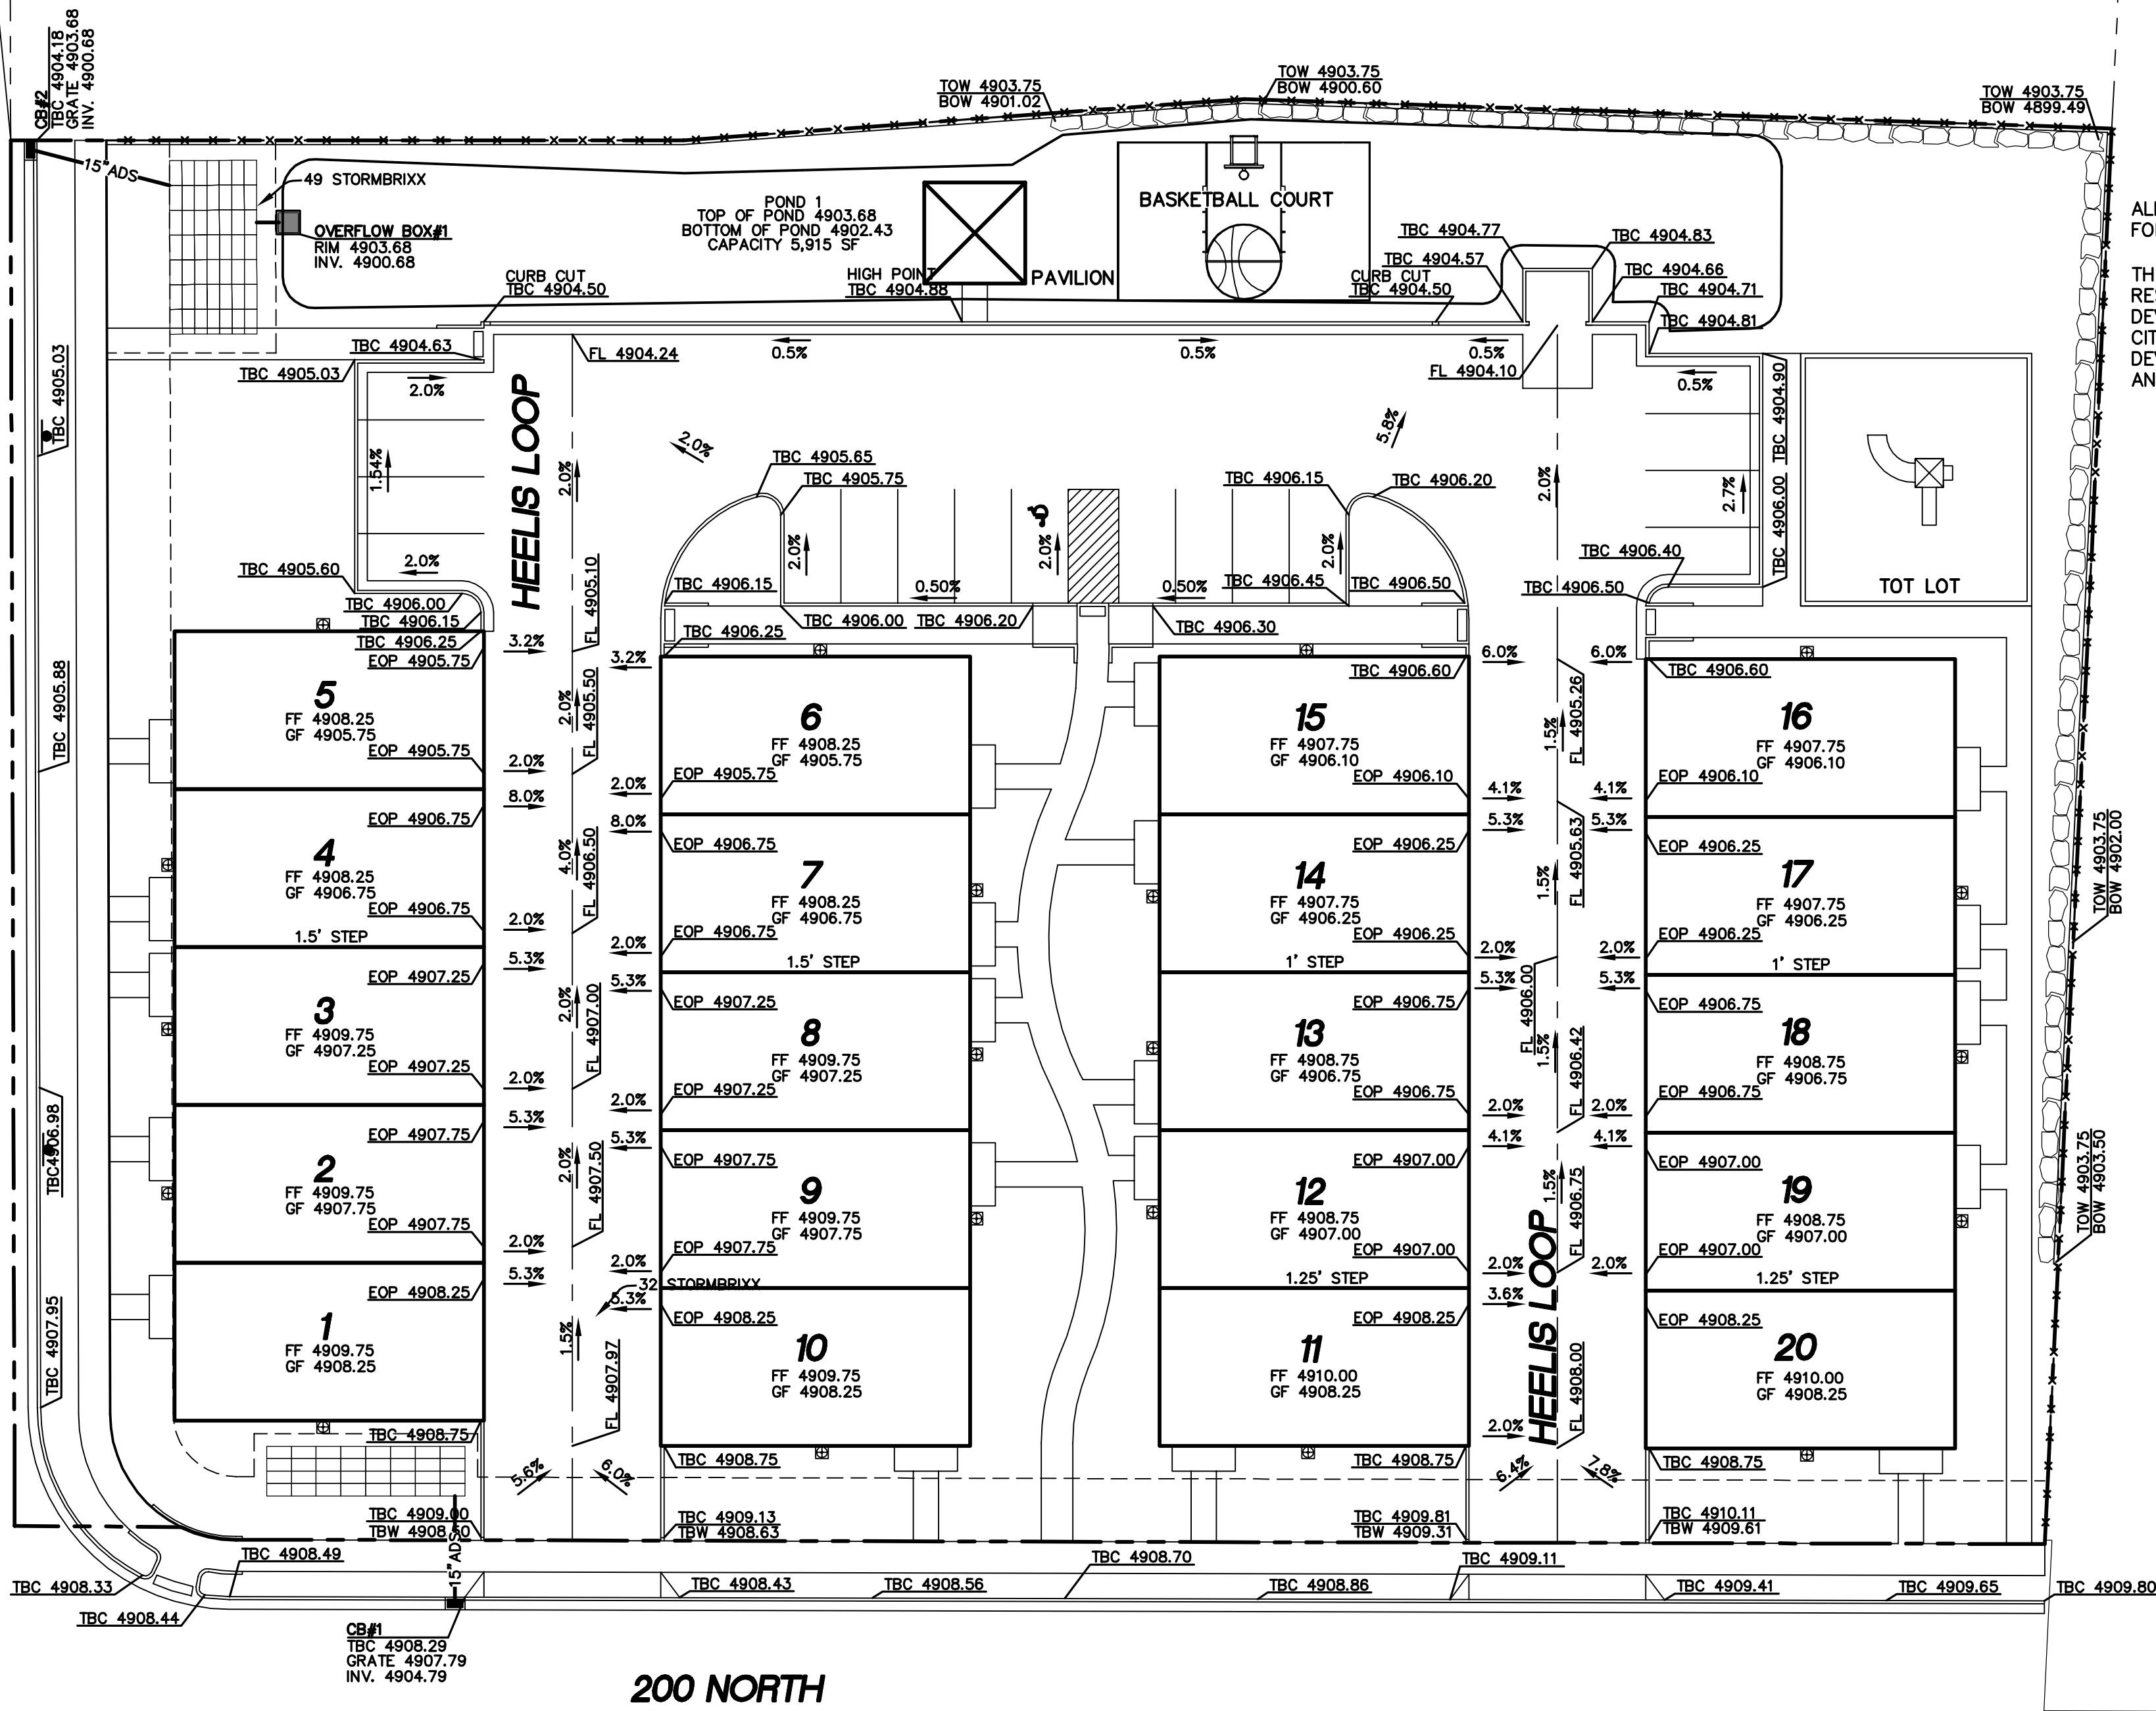 CB#2
TBC 4904.18
GRATE 4903.68
INV. 4900.68
TOW 4903.75
BOW 4901.02
TOW 4903.75
BOW 4900.60
TOW 4903.75
BOW 4899.49
15"ADS
49 STORMBRIXX
OVERFLOW BOX#1
RIM 4903.68
INV. 4900.68
POND 1
TOP OF POND 4903.68
BOTTOM OF POND 4902.43
CAPACITY 5,915 SF
BASKETBALL COURT
PAVILION
CURB CUT
TBC 4904.50
HIGH POINT
TBC 4904.88
CURB CUT
TBC 4904.50
TBC 4904.77
TBC 4904.57
TBC 4904.83
TBC 4904.66
TBC 4904.71
TBC 4904.81
TBC 4904.63
TBC 4905.03
FL 4904.24
0.5%
0.5%
0.5%
FL 4904.10
0.5%
TBC 4905.03
2.0%
HEELIS LOOP
2.0%
1.54%
2.0%
5.8%
2.0%
2.7%
TBC 4904.90
TBC 4906.00
TBC 4905.65
TBC 4905.75
TBC 4906.15
TBC 4906.20
2.0%
2.0%
2.0%
TBC 4905.60
2.0%
TBC 4906.00
TBC 4906.15
TBC 4906.25
EOP 4905.75
FL 4905.10
TBC 4906.15
0.50%
0.50%
TBC 4906.45
TBC 4906.50
TBC 4906.40
TBC 4906.50
TOT LOT
TBC 4906.25
TBC 4906.00
TBC 4906.20
TBC 4906.30
3.2%
3.2%
TBC 4906.60
6.0%
6.0%
TBC 4906.60
TBC 4905.88
5
FF 4908.25
GF 4905.75
EOP 4905.75
2.0%
2.0%
FL 4905.50
6
FF 4908.25
GF 4905.75
EOP 4905.75
2.0%
15
FF 4907.75
GF 4906.10
EOP 4906.10
4.1%
1.5%
FL 4905.26
4.1%
16
FF 4907.75
GF 4906.10
EOP 4906.10
EOP 4906.75
8.0%
8.0%
EOP 4906.75
EOP 4906.25
5.3%
5.3%
EOP 4906.25
4
FF 4908.25
GF 4906.75
EOP 4906.75
1.5' STEP
2.0%
4.0%
FL 4906.50
7
FF 4908.25
GF 4906.75
EOP 4906.75
2.0%
1.5' STEP
14
FF 4907.75
GF 4906.25
EOP 4906.25
1' STEP
2.0%
1.5%
FL 4905.63
2.0%
17
FF 4907.75
GF 4906.25
EOP 4906.25
1' STEP
TOW 4903.75
BOW 4902.00
EOP 4907.25
5.3%
5.3%
EOP 4907.25
EOP 4906.75
5.3%
FL 4906.00
5.3%
EOP 4906.75
3
FF 4909.75
GF 4907.25
EOP 4907.25
2.0%
2.0%
FL 4907.00
8
FF 4909.75
GF 4907.25
EOP 4907.25
2.0%
13
FF 4908.75
GF 4906.75
EOP 4906.75
2.0%
1.5%
FL 4906.42
2.0%
18
FF 4908.75
GF 4906.75
EOP 4906.75
TBC4906.98
EOP 4907.75
5.3%
5.3%
EOP 4907.75
EOP 4907.00
4.1%
4.1%
EOP 4907.00
2
FF 4909.75
GF 4907.75
EOP 4907.75
2.0%
2.0%
FL 4907.50
9
FF 4909.75
GF 4907.75
EOP 4907.75
2.0%
12
FF 4908.75
GF 4907.00
EOP 4907.00
1.25' STEP
2.0%
1.5%
FL 4906.75
2.0%
19
FF 4908.75
GF 4907.00
EOP 4907.00
1.25' STEP
TOW 4903.75
BOW 4903.50
32 STORMBRIXX
TBC 4907.95
EOP 4908.25
5.3%
5.3%
EOP 4908.25
EOP 4908.25
3.6%
EOP 4908.25
1
FF 4909.75
GF 4908.25
1.5%
FL 4907.97
10
FF 4909.75
GF 4908.25
11
FF 4910.00
GF 4908.25
2.0%
HEELIS LOOP
FL 4908.00
20
FF 4910.00
GF 4908.25
TBC 4908.75
5.6%
6.0%
TBC 4908.75
TBC 4908.75
6.4%
7.8%
TBC 4908.75
TBC 4909.00
TBW 4908.50
15"ADS
TBC 4909.13
TBW 4908.63
TBC 4909.81
TBW 4909.31
TBC 4910.11
TBW 4909.61
TBC 4908.49
TBC 4908.33
TBC 4908.44
TBC 4908.43
TBC 4908.56
TBC 4908.70
TBC 4908.86
TBC 4909.11
TBC 4909.41
TBC 4909.65
TBC 4909.80
CB#1
TBC 4908.29
GRATE 4907.79
INV. 4904.79
200 NORTH